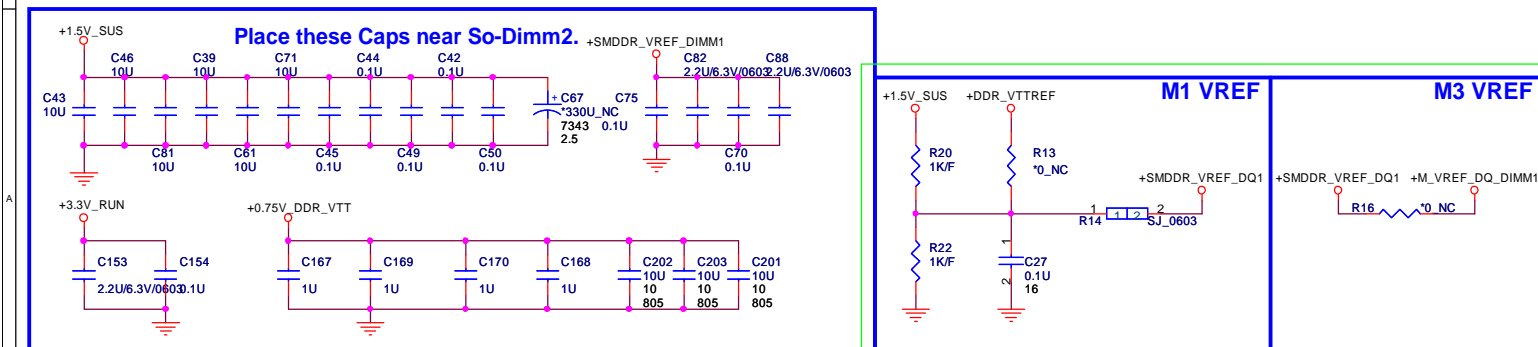 Place these Caps near So-Dimm2.
+1.5V_SUS
C43
10U
C46
10U
C81
10U
C39
10U
C61
10U
C71
10U
C45
0.1U
C44
0.1U
C49
0.1U
C42
0.1U
C50
0.1U
+
C67
*330U_NC
7343
2.5
+SMDDR_VREF_DIMM1
C75
0.1U
C82
2.2U/6.3V/0603
C70
0.1U
C88
2.2U/6.3V/0603
A
+3.3V_RUN
C153
2.2U/6.3V/0603
C154
0.1U
+0.75V_DDR_VTT
C167
1U
C169
1U
C170
1U
C168
1U
C202
10U
10
805
C203
10U
10
805
C201
10U
10
805
M1 VREF
+1.5V_SUS
+DDR_VTTREF
R20
1K/F
R13
*0_NC
+SMDDR_VREF_DQ1
R14
1
1 2
2
SJ_0603
R22
1K/F
1
C27
0.1U
16
2
M3 VREF
+SMDDR_VREF_DQ1
+M_VREF_DQ_DIMM1
R16
*0_NC